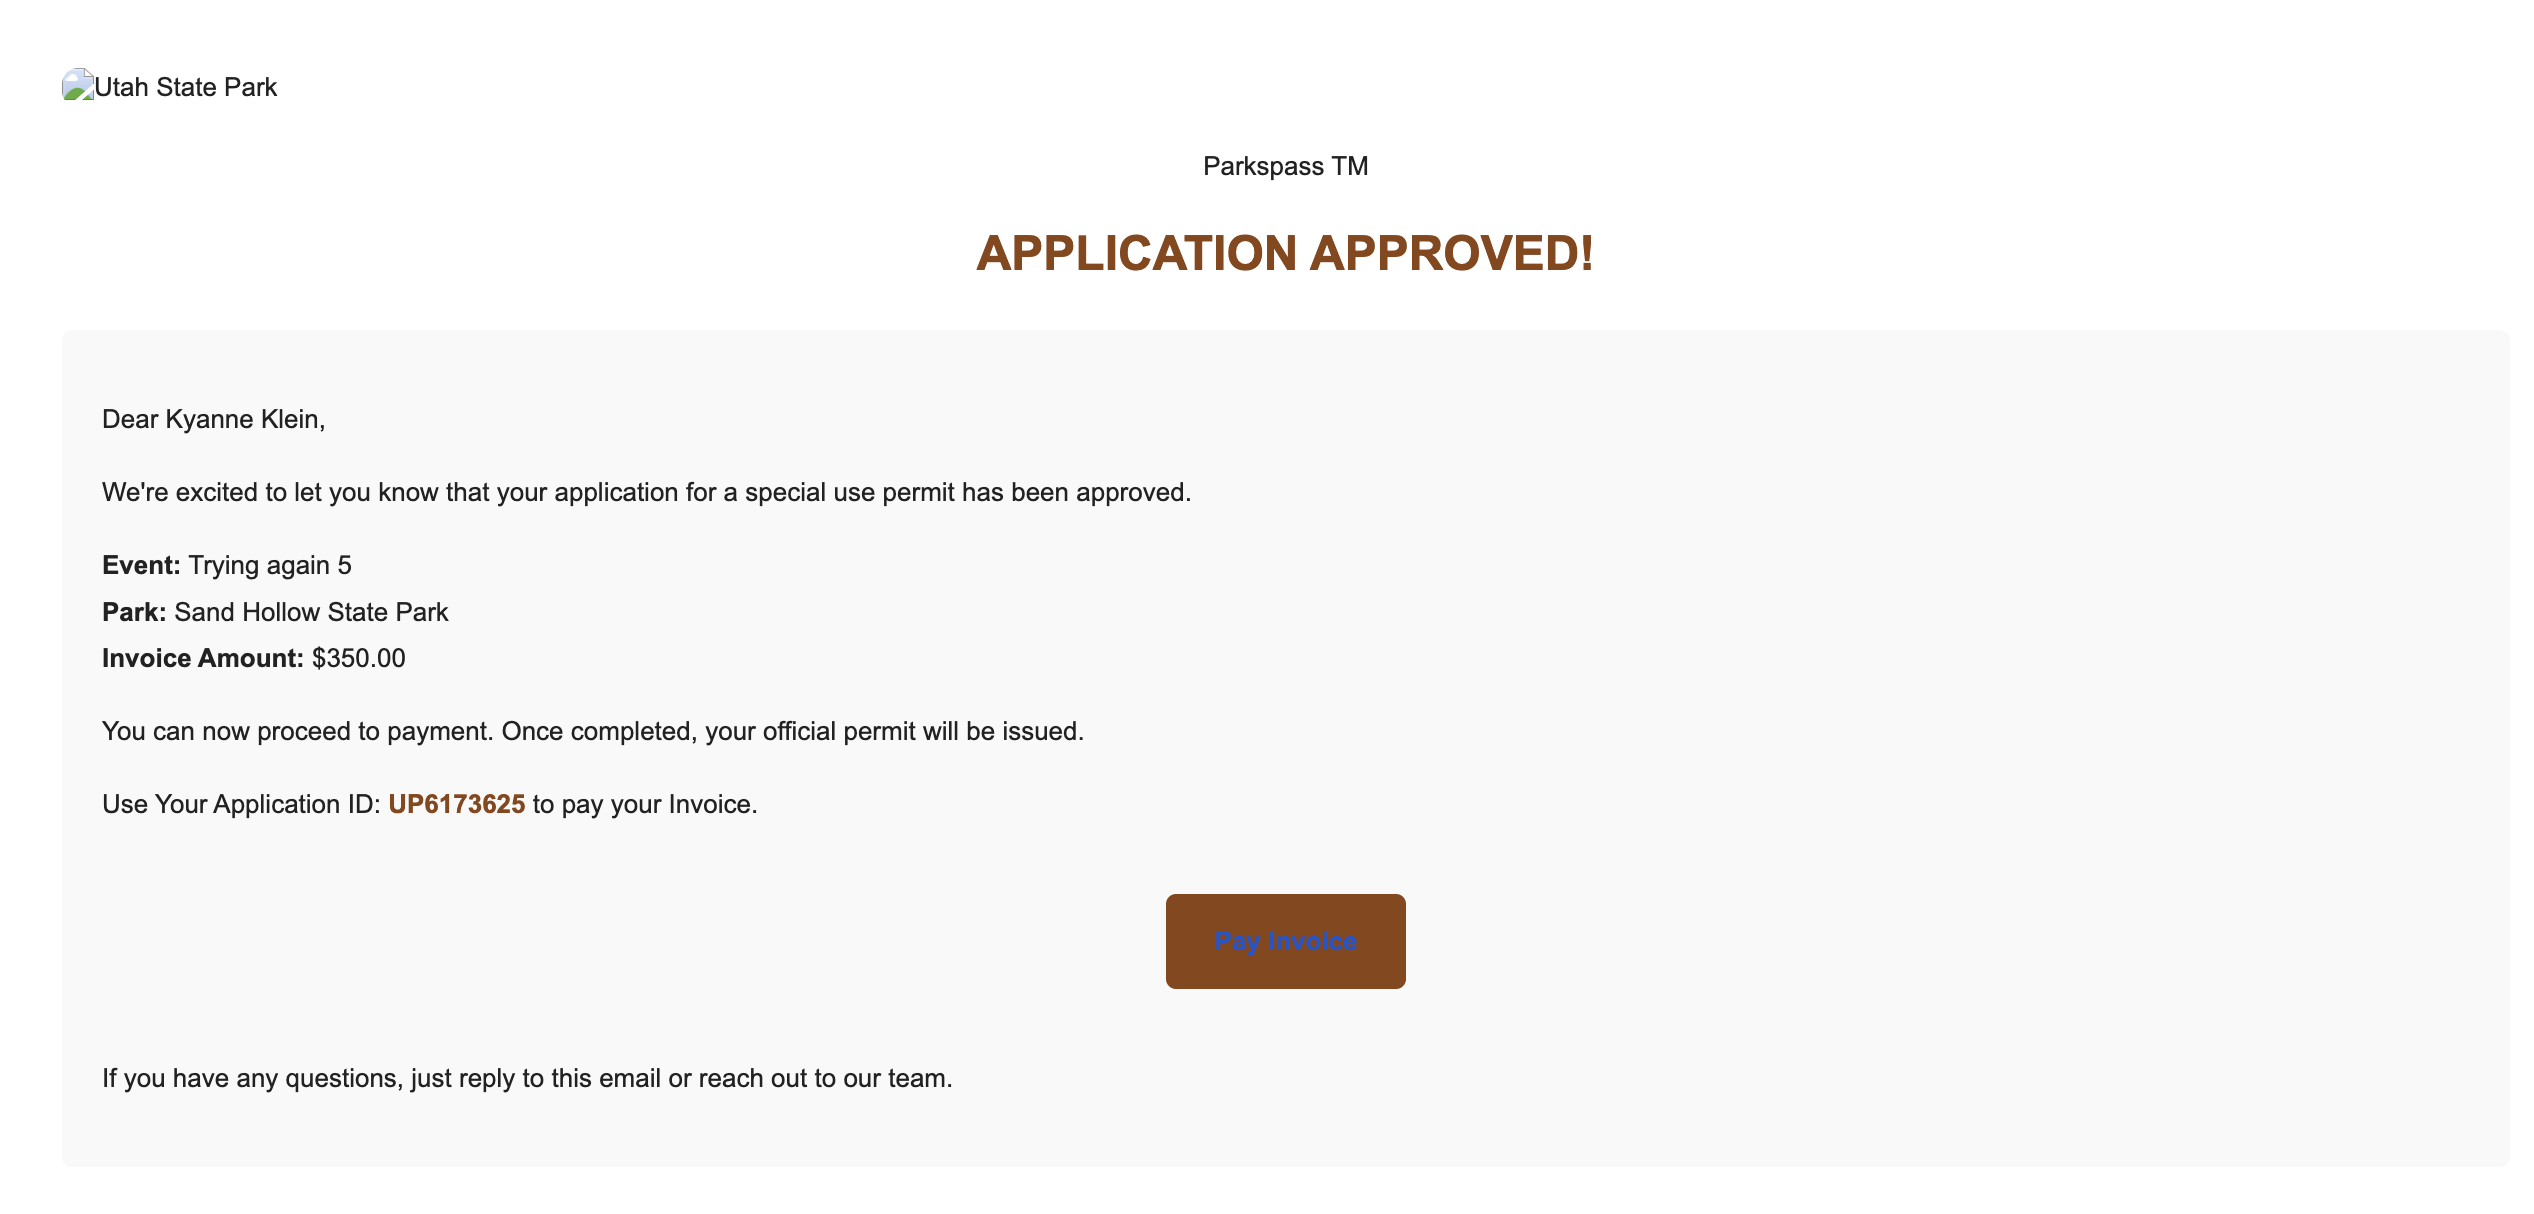 Utah State Park
Parkspass TM
APPLICATION APPROVED!
Dear Kyanne Klein,
We're excited to let you know that your application for a special use permit has been approved.
Event: Trying again 5
Park: Sand Hollow State Park
Invoice Amount: $350.00
You can now proceed to payment. Once completed, your official permit will be issued.
Use Your Application ID: UP6173625 to pay your Invoice.
Pay Invoice
If you have any questions, just reply to this email or reach out to our team.